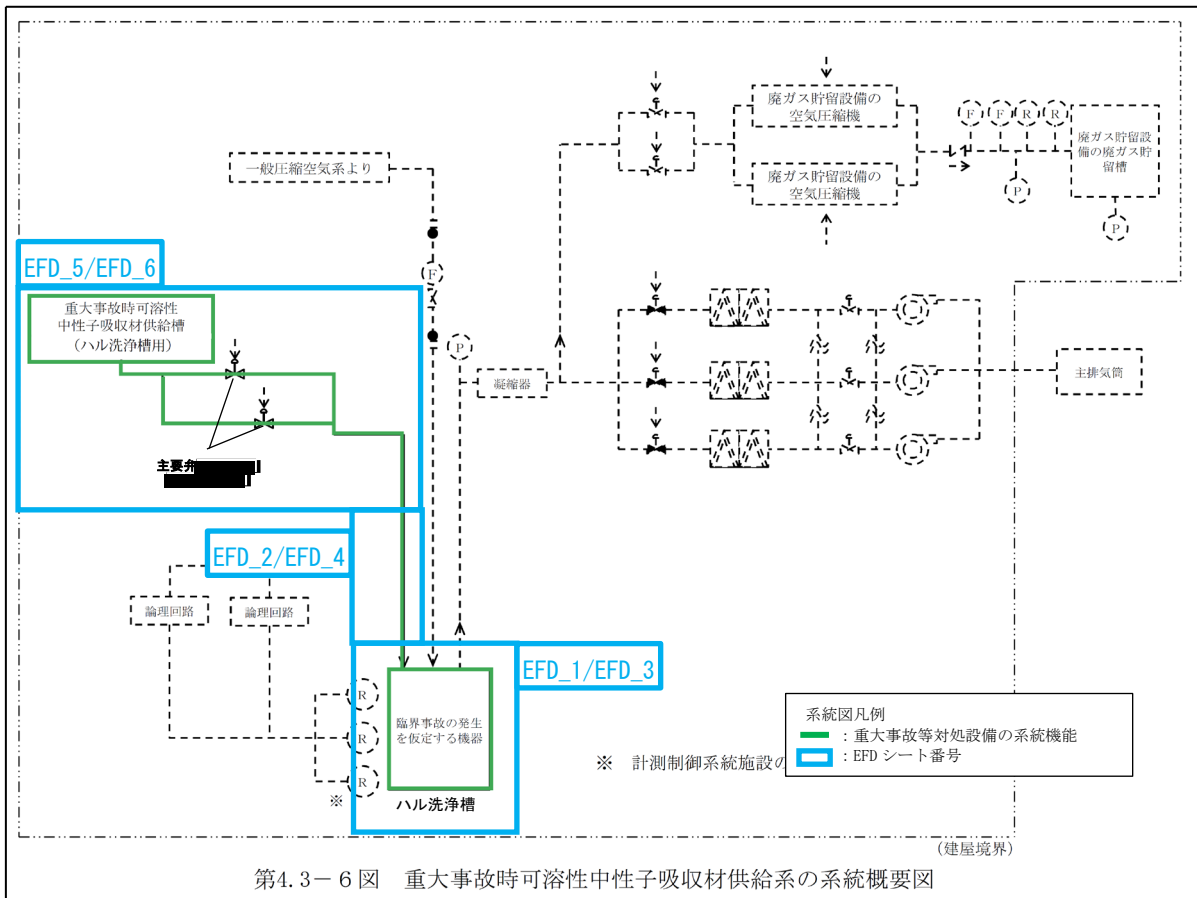 廃ガス貯留設備の
空気圧縮機
F
F
R
R
廃ガス貯留設
備の廃ガス貯
留槽
一般圧縮空気系より
廃ガス貯留設備の
空気圧縮機
P
P
EFD_5/EFD_6
F
重大事故時可溶性
中性子吸収材供給槽
(ハル洗浄槽用)
P
凝縮器
主排気筒
主要弁
EFD_2/EFD_4
論理回路
論理回路
EFD_1/EFD_3
R
臨界事故の発生
を仮定する機器
R
R
※
ハル洗浄槽
※ 計測制御系統施設の
系統図凡例
:重大事故等対処設備の系統機能
:EFD シート番号
(建屋境界)
第4.3-6図 重大事故時可溶性中性子吸収材供給系の系統概要図